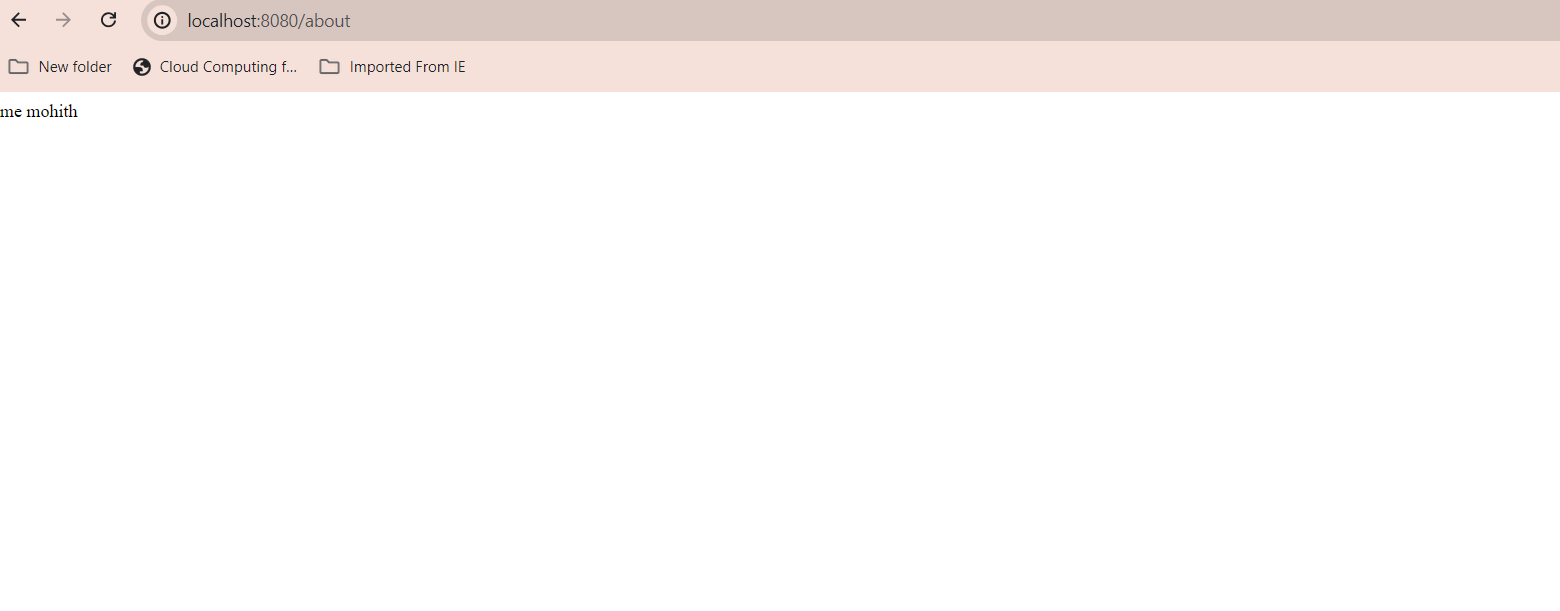 localhost:8080/about
New folder
Cloud Computing f...
Imported From IE
me mohith